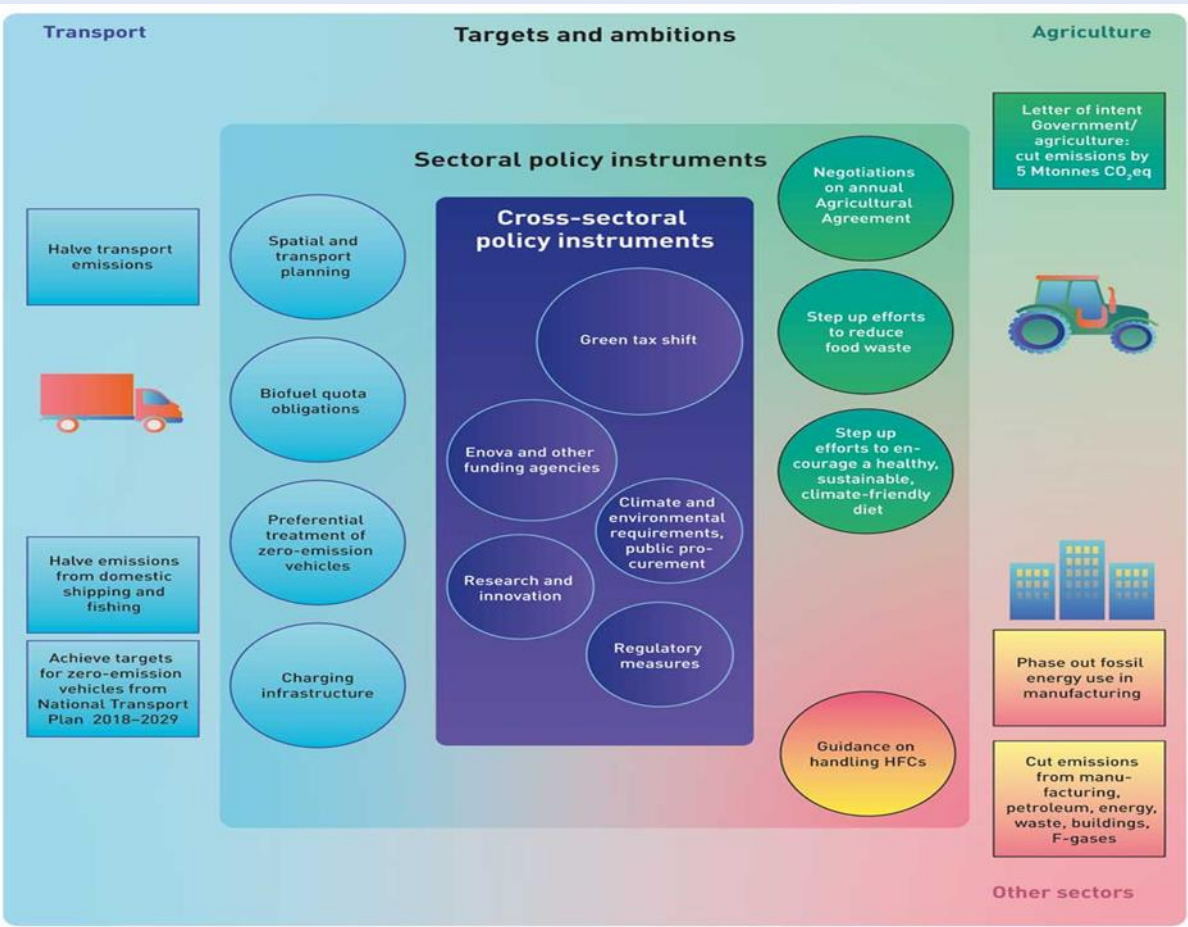 Transport
Targets and ambitions
Agriculture
Letter of intent
Government/
agriculture:
cut emissions by
5 Mtonnes CO₂eq
Sectoral policy instruments
Negotiations
on annual
Agricultural
Agreement
Cross-sectoral
policy instruments
Halve transport
emissions
Spatial and
transport
planning
Green tax shift
Step up efforts
to reduce
food waste
Biofuel quota
obligations
Enova and other
funding agencies
Step up
efforts to en-
courage a healthy,
sustainable,
climate-friendly
diet
Climate and
environmental
requirements,
public pro-
curement
Preferential
treatment of
zero-emission
vehicles
Halve emissions
from domestic
shipping and
fishing
Research and
innovation
Regulatory
measures
Achieve targets
for zero-emission
vehicles from
National Transport
Plan 2018–2029
Charging
infrastructure
Phase out fossil
energy use in
manufacturing
Guidance on
handling HFCs
Cut emissions
from manu-
facturing,
petroleum, energy,
waste, buildings,
F-gases
Other sectors